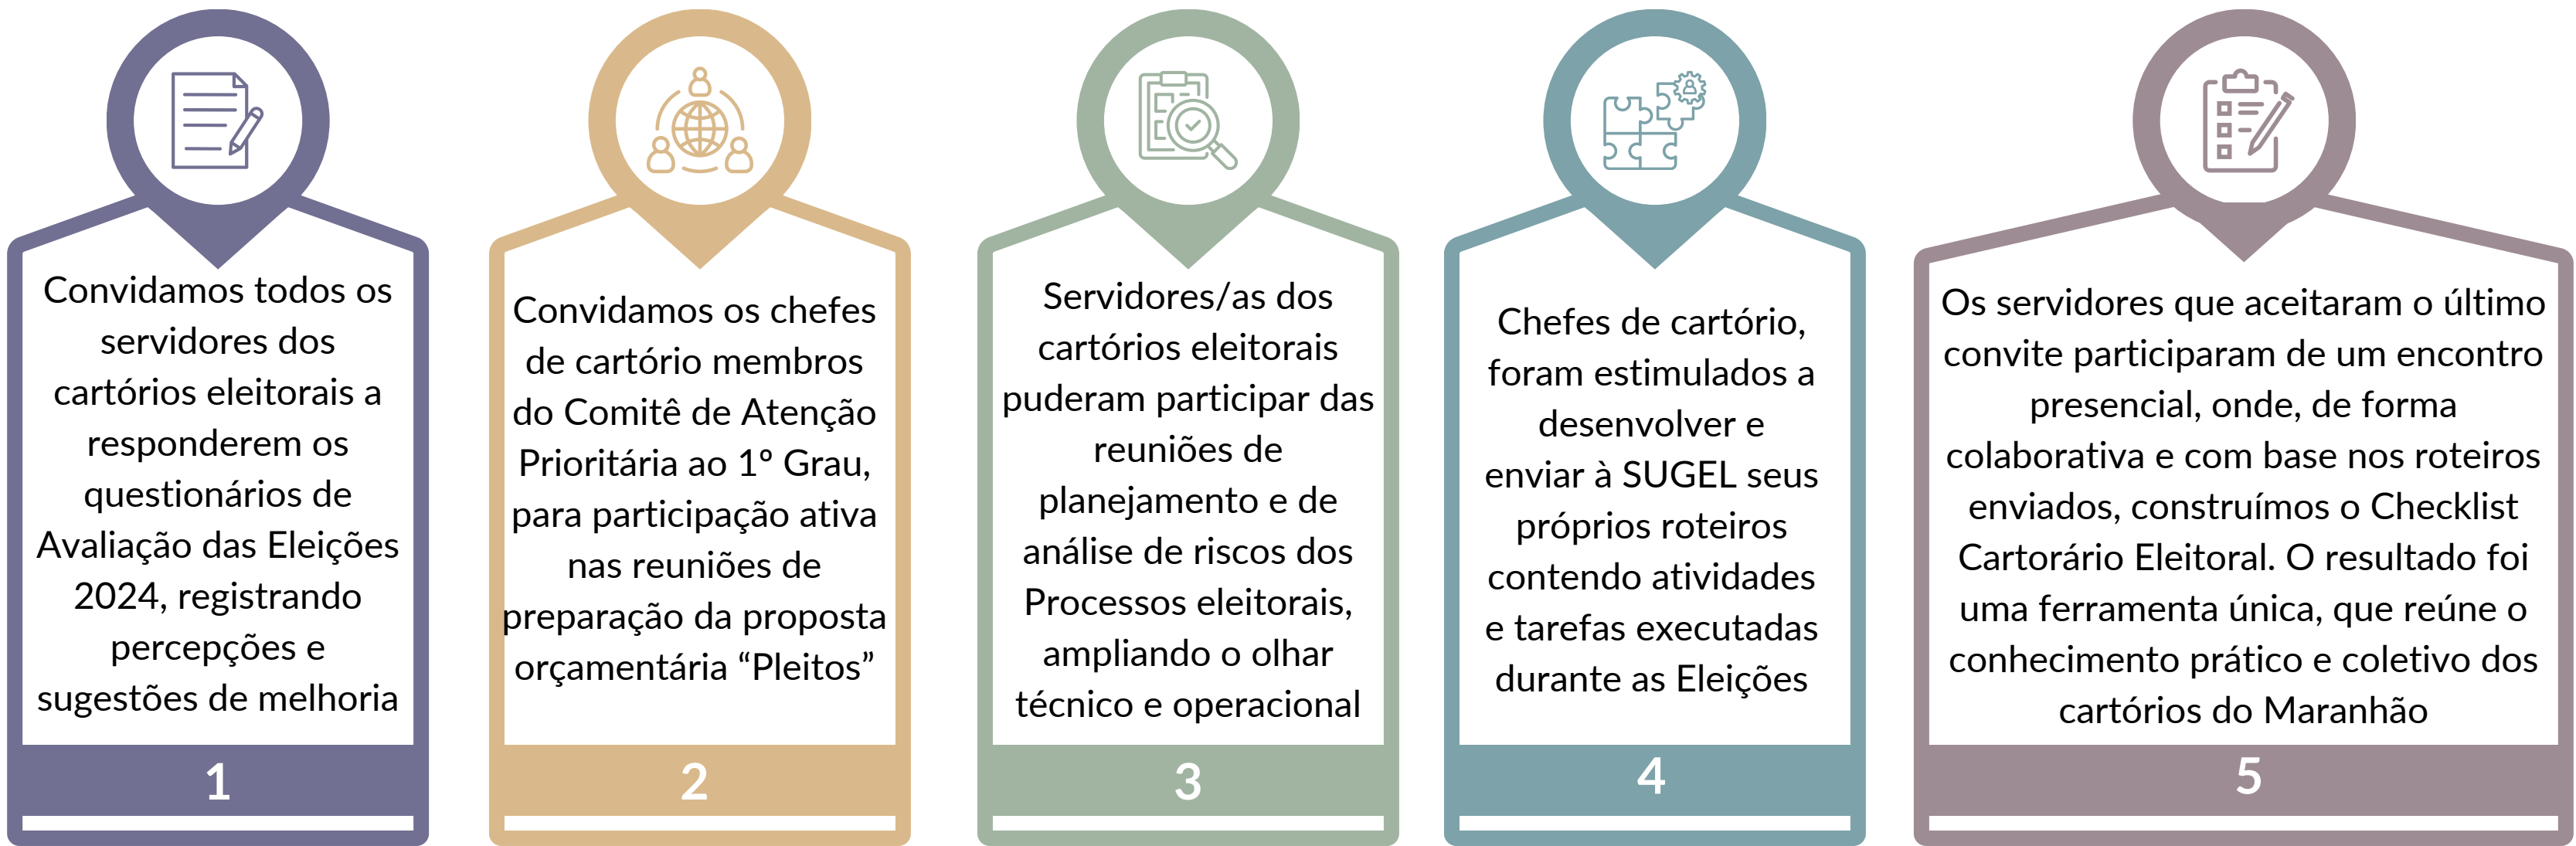 Convidamos todos os
servidores dos
cartórios eleitorais a
responderem os
questionários de
Avaliação das Eleições
2024, registrando
percepções e
sugestões de melhoria
1
Convidamos os chefes
de cartório membros
do Comitê de Atenção
Prioritária ao 1º Grau,
para participação ativa
nas reuniões de
preparação da proposta
orçamentária “Pleitos”
2
Servidores/as dos
cartórios eleitorais
puderam participar das
reuniões de
planejamento e de
análise de riscos dos
Processos eleitorais,
ampliando o olhar
técnico e operacional
3
Chefes de cartório,
foram estimulados a
desenvolver e
enviar à SUGEL seus
próprios roteiros
contendo atividades
e tarefas executadas
durante as Eleições
4
Os servidores que aceitaram o último
convite participaram de um encontro
presencial, onde, de forma
colaborativa e com base nos roteiros
enviados, construímos o Checklist
Cartorário Eleitoral. O resultado foi
uma ferramenta única, que reúne o
conhecimento prático e coletivo dos
cartórios do Maranhão
5